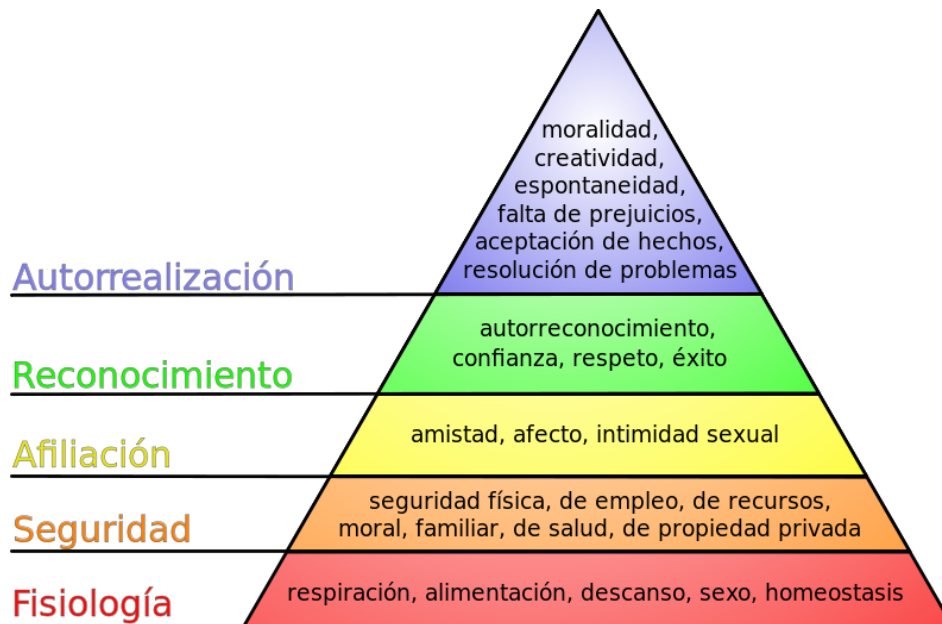 moralidad,
creatividad,
espontaneidad,
falta de prejuicios,
aceptación de hechos,
resolución de problemas
Autorrealización
autorreconocimiento,
confianza, respeto, éxito
Reconocimiento
amistad, afecto, intimidad sexual
Afiliación
seguridad física, de empleo, de recursos,
moral, familiar, de salud, de propiedad privada
Seguridad
respiración, alimentación, descanso, sexo, homeostasis
Fisiología